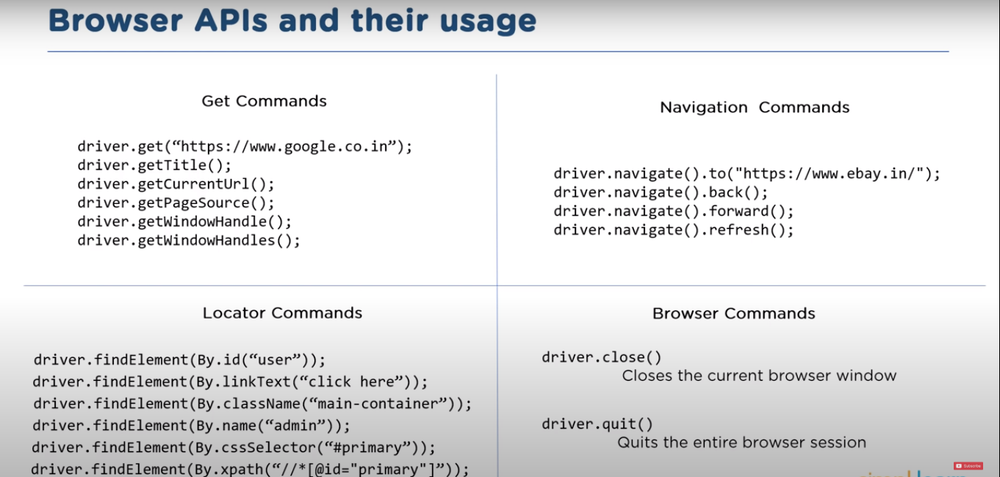 Browser APIs and their usage
Get Commands
driver.get(“https://www.google.co.in”);
driver.getTitle();
driver.getCurrentUrl();
driver.getPageSource();
driver.getWindowHandle();
driver.getWindowHandles();
Navigation Commands
driver.navigate().to("https://www.ebay.in/");
driver.navigate().back();
driver.navigate().forward();
driver.navigate().refresh();
Locator Commands
driver.findElement(By.id(“user”));
driver.findElement(By.linkText(“click here”));
driver.findElement(By.className(“main-container”));
driver.findElement(By.name(“admin”));
driver.findElement(By.cssSelector(“#primary”));
driver.findElement(By.xpath(“//*[@id="primary"]”));
Browser Commands
driver.close()
Closes the current browser window
driver.quit()
Quits the entire browser session
Subscribe